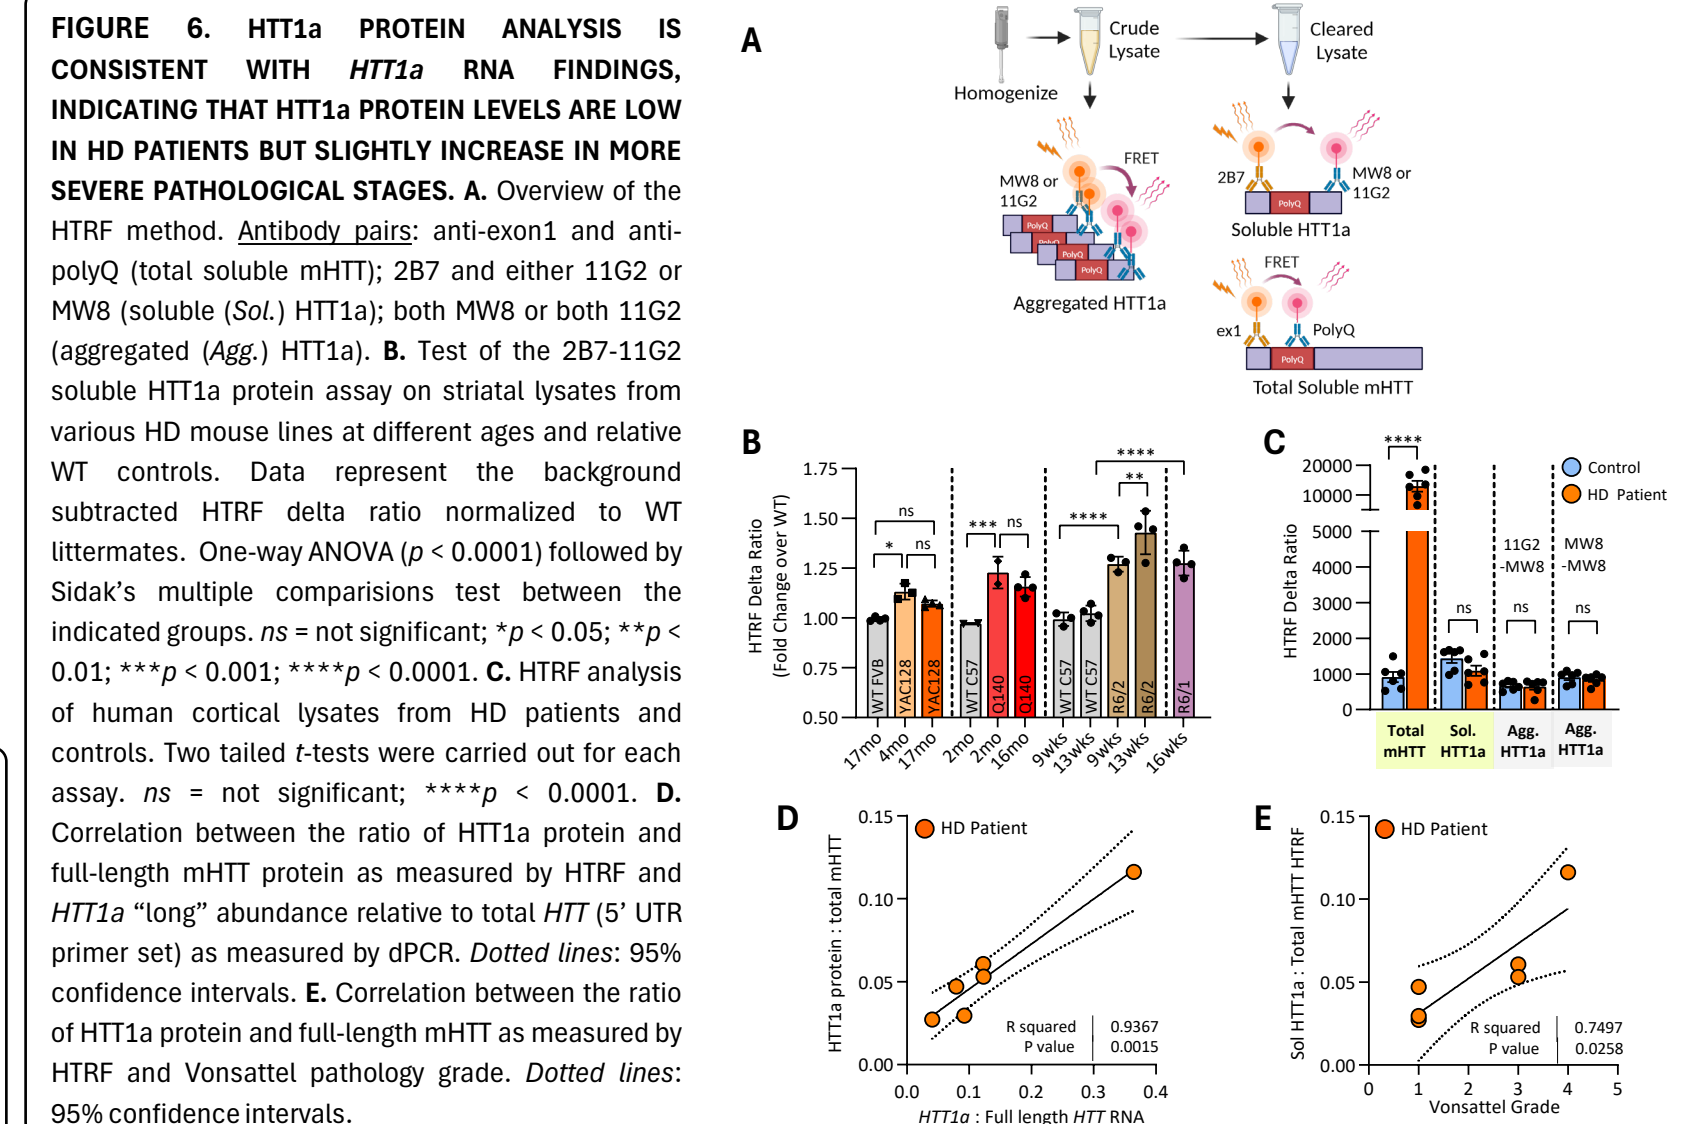 FIGURE 6. HTT1a PROTEIN ANALYSIS IS
CONSISTENT WITH HTT1a RNA FINDINGS,
INDICATING THAT HTT1a PROTEIN LEVELS ARE LOW
IN HD PATIENTS BUT SLIGHTLY INCREASE IN MORE
SEVERE PATHOLOGICAL STAGES. A. Overview of the
HTRF method. Antibody pairs: anti-exon1 and anti-
polyQ (total soluble mHTT); 2B7 and either 11G2 or
MW8 (soluble (Sol.) HTT1a); both MW8 or both 11G2
(aggregated (Agg.) HTT1a). B. Test of the 2B7-11G2
soluble HTT1a protein assay on striatal lysates from
various HD mouse lines at different ages and relative
WT controls. Data represent the background
subtracted HTRF delta ratio normalized to WT
littermates. One-way ANOVA (p < 0.0001) followed by
Sidak's multiple comparisions test between the
indicated groups. ns = not significant; *p < 0.05; **p <
0.01; ***p < 0.001; ****p < 0.0001. C. HTRF analysis
of human cortical lysates from HD patients and
controls. Two tailed t-tests were carried out for each
assay. ns = not significant; ****p < 0.0001. D.
Correlation between the ratio of HTT1a protein and
full-length mHTT protein as measured by HTRF and
HTT1a “long” abundance relative to total HTT (5' UTR
primer set) as measured by dPCR. Dotted lines: 95%
confidence intervals. E. Correlation between the ratio
of HTT1a protein and full-length mHTT as measured by
HTRF and Vonsattel pathology grade. Dotted lines:
95% confidence intervals.
A
Homogenize
Crude
Lysate
Cleared
Lysate
FRET
MW8 or
11G2
PolyQ
PolyQ
PolyQ
PolyQ
Aggregated HTT1a
2B7
MW8 or
11G2
PolyQ
Soluble HTT1a
FRET
ex1
PolyQ
PolyQ
Total Soluble mHTT
B
HTRF Delta Ratio
(Fold Change over WT)
1.75
1.50
1.25
1.00
0.75
0.50
ns
*
ns
***
ns
****
**
****
WT FVB
YAC128
YAC128
WT C57
Q140
Q140
WT C57
WT C57
R6/2
R6/2
R6/1
17mo
4mo
17mo
2mo
2mo
16mo
9wks
13wks
9wks
13wks
16wks
C
HTRF Delta Ratio
20000
10000
5000
4000
3000
2000
1000
0
****
ns
ns
ns
11G2
-MW8
MW8
-MW8
Control
HD Patient
Total
mHTT
Sol.
HTT1a
Agg.
HTT1a
Agg.
HTT1a
D
HTT1a protein : total mHTT
0.15
0.10
0.05
0.00
HD Patient
R squared 0.9367
P value 0.0015
0.0 0.1 0.2 0.3 0.4
HTT1a : Full length HTT RNA
E
Sol HTT1a : Total mHTT HTRF
0.15
0.10
0.05
0.00
HD Patient
R squared 0.7497
P value 0.0258
0 1 2 3 4 5
Vonsattel Grade